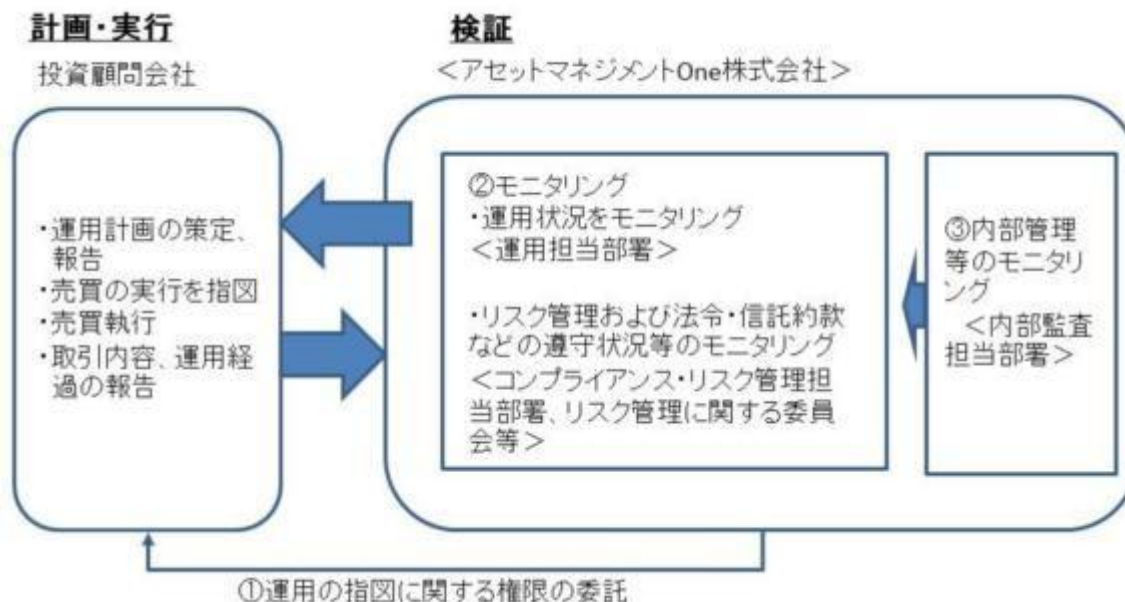 計画・実行
投資顧問会社
・運用計画の策定、
報告
・売買の実行を指図
・売買執行
・取引内容、運用経
過の報告
検証
＜アセットマネジメントOne株式会社＞
②モニタリング
・運用状況をモニタリング
＜運用担当部署＞
・リスク管理および法令・信託約款
などの遵守状況等のモニタリング
＜コンプライアンス・リスク管理担
当部署、リスク管理に関する委員
会等＞
③内部管理
等のモニタリ
ング
＜内部監査
担当部署＞
①運用の指図に関する権限の委託